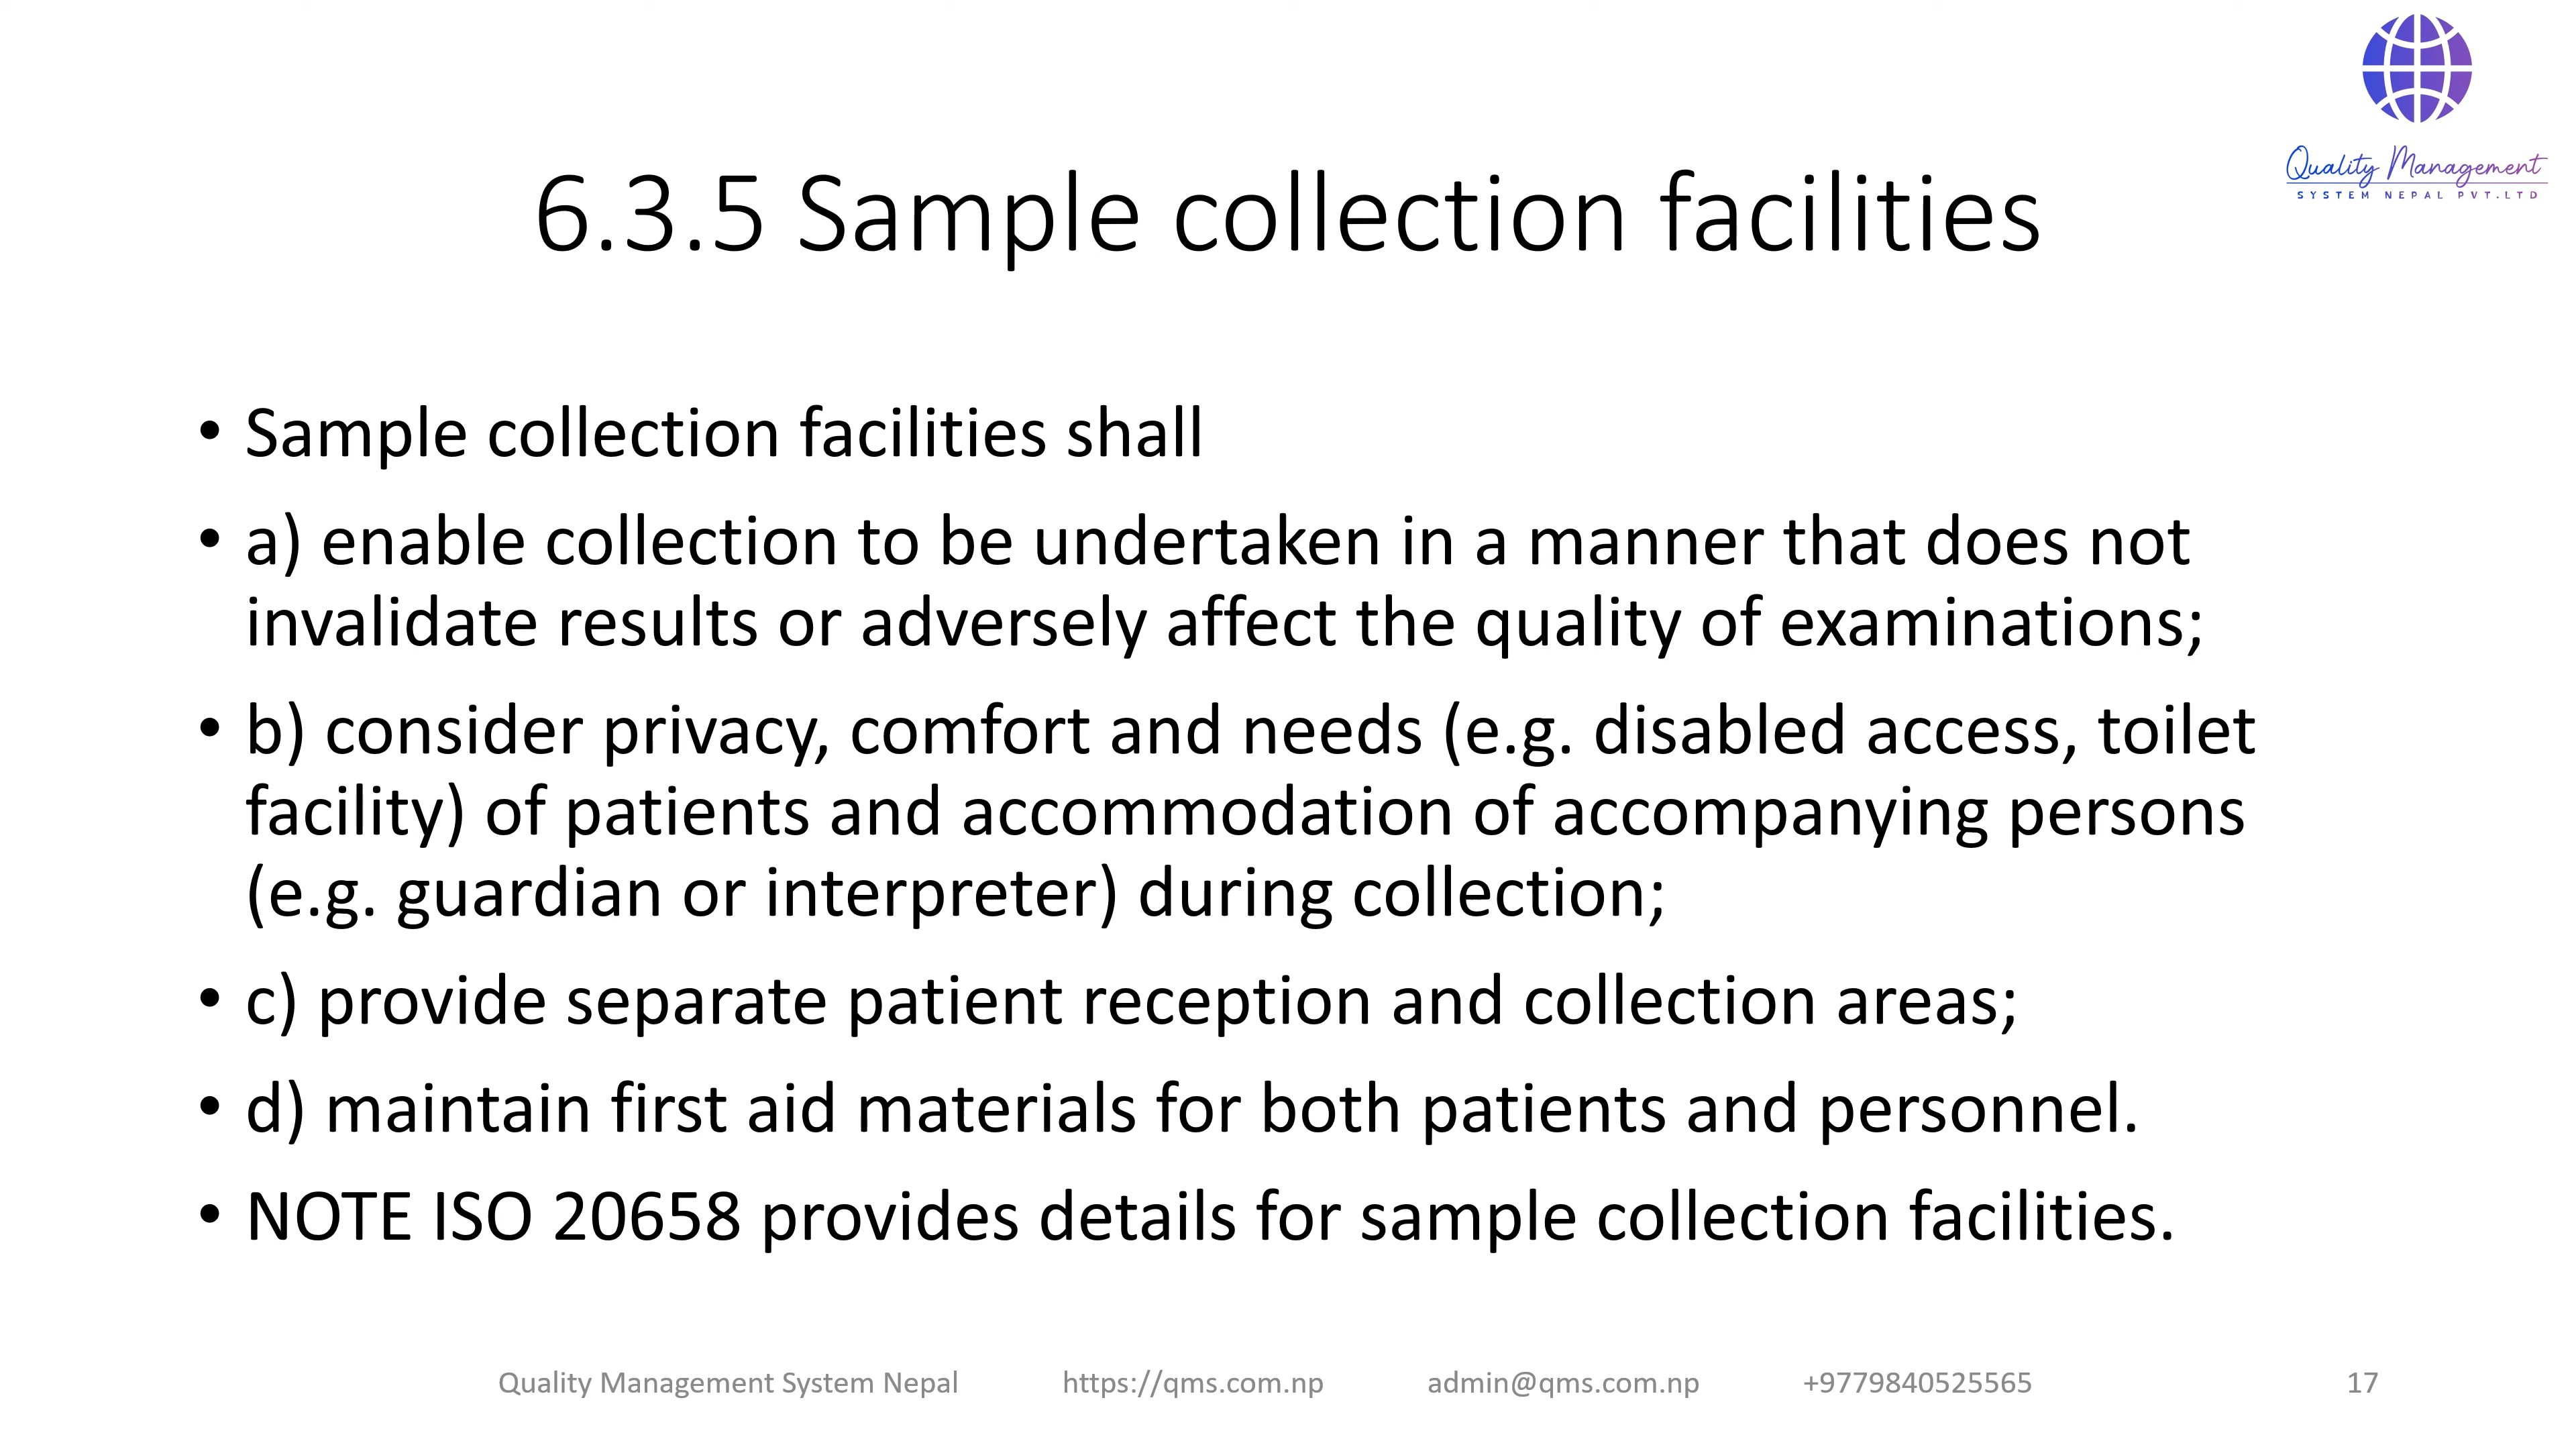 Quality Management
SYSTEM NEPAL PVT.LTD
6.3.5 Sample collection facilities
• Sample collection facilities shall
• a) enable collection to be undertaken in a manner that does not
invalidate results or adversely affect the quality of examinations;
• b) consider privacy, comfort and needs (e.g. disabled access, toilet
facility) of patients and accommodation of accompanying persons
(e.g. guardian or interpreter) during collection;
• c) provide separate patient reception and collection areas;
• d) maintain first aid materials for both patients and personnel.
• NOTE ISO 20658 provides details for sample collection facilities.
Quality Management System Nepal https://qms.com.np admin@qms.com.np +9779840525565 17